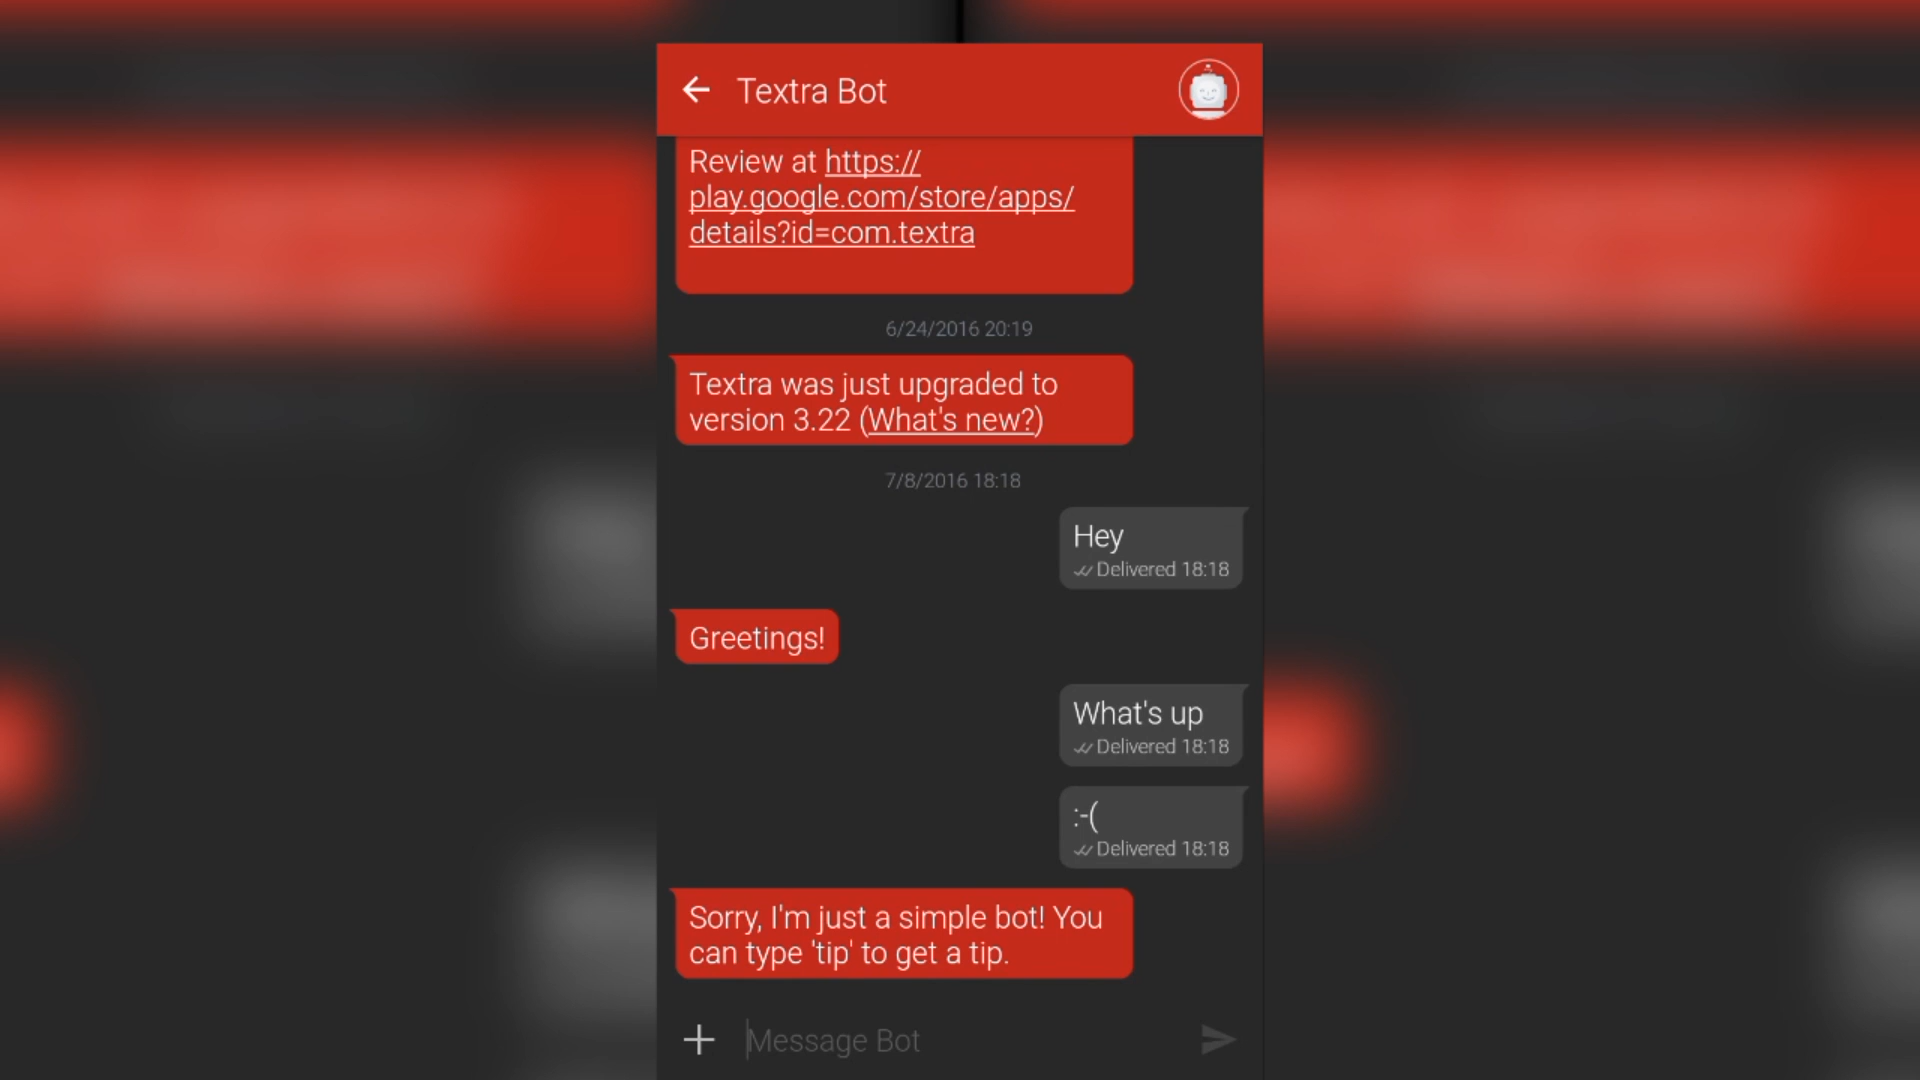 Textra Bot
Review at https://
play.google.com/store/apps/
details?id=com.textra
6/24/2016 20:19
Textra was just upgraded to
version 3.22 (What's new?)
7/8/2016 18:18
Hey
Delivered 18:18
Greetings!
What's up
Delivered 18:18
:-(
Delivered 18:18
Sorry, I'm just a simple bot! You
can type 'tip' to get a tip.
Message Bot